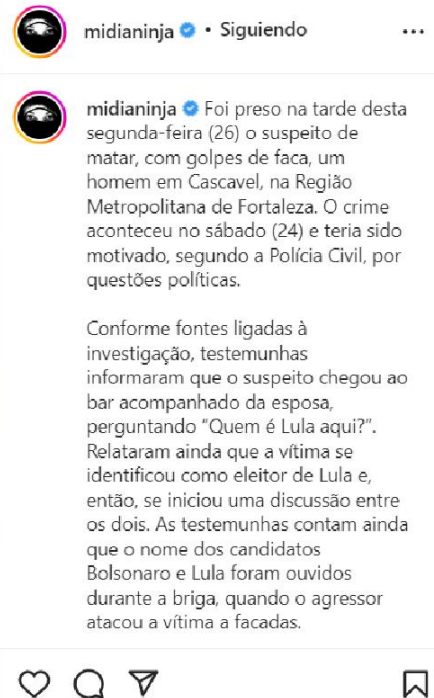 midianinja • Siguiendo
midianinja Foi preso na tarde desta
segunda-feira (26) o suspeito de
matar, com golpes de faca, um
homem em Cascavel, na Região
Metropolitana de Fortaleza. O crime
aconteceu no sábado (24) e teria sido
motivado, segundo a Polícia Civil, por
questões políticas.
Conforme fontes ligadas à
investigação, testemunhas
informaram que o suspeito chegou ao
bar acompanhado da esposa,
perguntando “Quem é Lula aqui?”.
Relataram ainda que a vítima se
identificou como eleitor de Lula e,
então, se iniciou uma discussão entre
os dois. As testemunhas contam ainda
que o nome dos candidatos
Bolsonaro e Lula foram ouvidos
durante a briga, quando o agressor
atacou a vítima a facadas.